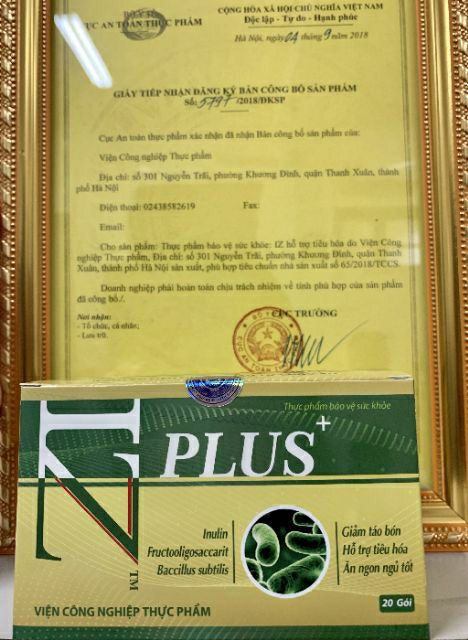 BỘ Y TẾ
CỤC AN TOÀN THỰC PHẨM
CỘNG HÒA XÃ HỘI CHỦ NGHĨA VIỆT NAM
Độc lập - Tự do - Hạnh phúc
Hà Nội, ngày 04 tháng 9 năm 2018
GIẤY TIẾP NHẬN ĐĂNG KÝ BẢN CÔNG BỐ SẢN PHẨM
Số: 5797 /2018/ĐKSP
Cục An toàn thực phẩm xác nhận đã nhận Bản công bố sản phẩm của:
Viện Công nghiệp Thực phẩm
Địa chỉ: số 301 Nguyễn Trãi, phường Khương Đình, quận Thanh Xuân, thành
phố Hà Nội
Điện thoại: 02438582619 Fax:
Email:
Cho sản phẩm: Thực phẩm bảo vệ sức khỏe: IZ hỗ trợ tiêu hóa do Viện Công
nghiệp Thực phẩm, Địa chỉ: số 301 Nguyễn Trãi, phường Khương Đình, quận Thanh
Xuân, thành phố Hà Nội sản xuất, phù hợp tiêu chuẩn nhà sản xuất số 65/2018/TCCS.
Doanh nghiệp phải hoàn toàn chịu trách nhiệm về tính phù hợp của sản phẩm
đã công bố./.
Nơi nhận:
- Tổ chức, cá nhân;
- Lưu trữ.
CỤC TRƯỞNG
Thực phẩm bảo vệ sức khỏe
IZ
PLUS+
Inulin
Fructooligosaccarit
Bacillus subtilis
Giảm táo bón
Hỗ trợ tiêu hóa
Ăn ngon ngủ tốt
TM
VIỆN CÔNG NGHIỆP THỰC PHẨM
20 Gói